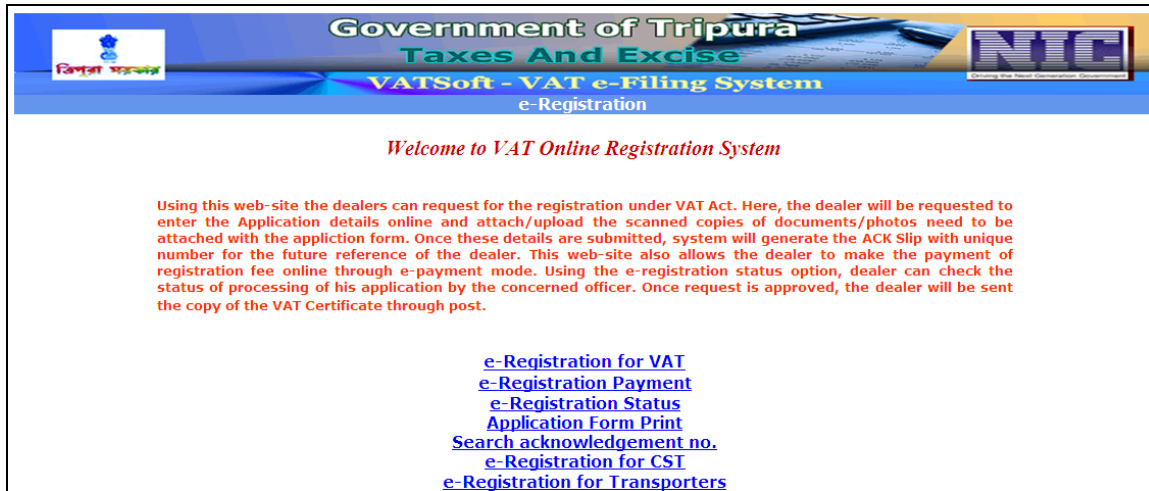 Government of Tripura
Taxes And Excise
ত্রিপুরা সরকার
NIC
Driving the Next Generation Government
VATSoft - VAT e-Filing System
e-Registration
Welcome to VAT Online Registration System
Using this web-site the dealers can request for the registration under VAT Act. Here, the dealer will be requested to
enter the Application details online and attach/upload the scanned copies of documents/photos need to be
attached with the appliction form. Once these details are submitted, system will generate the ACK Slip with unique
number for the future reference of the dealer. This web-site also allows the dealer to make the payment of
registration fee online through e-payment mode. Using the e-registration status option, dealer can check the
status of processing of his application by the concerned officer. Once request is approved, the dealer will be sent
the copy of the VAT Certificate through post.
e-Registration for VAT
e-Registration Payment
e-Registration Status
Application Form Print
Search acknowledgement no.
e-Registration for CST
e-Registration for Transporters